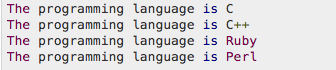 The programming language is C
The programming language is C++
The programming language is Ruby
The programming language is Perl